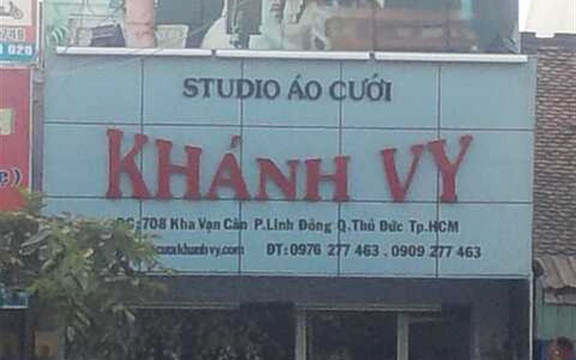 STUDIO ÁO CƯỚI
KHÁNH VY
ĐC:708 Kha Vạn Cân P.Linh Đông Q.Thủ Đức Tp.HCM
ĐT:0976 277 463 . 0909 277 463